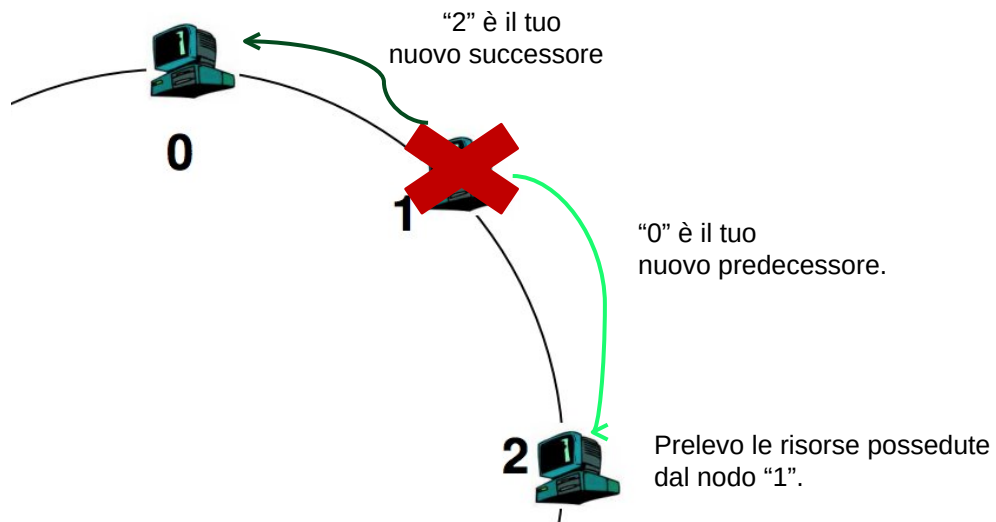 “2” è il tuo
nuovo successore
0
1
“0” è il tuo
nuovo predecessore.
2
Prelevo le risorse possedute
dal nodo “1”.